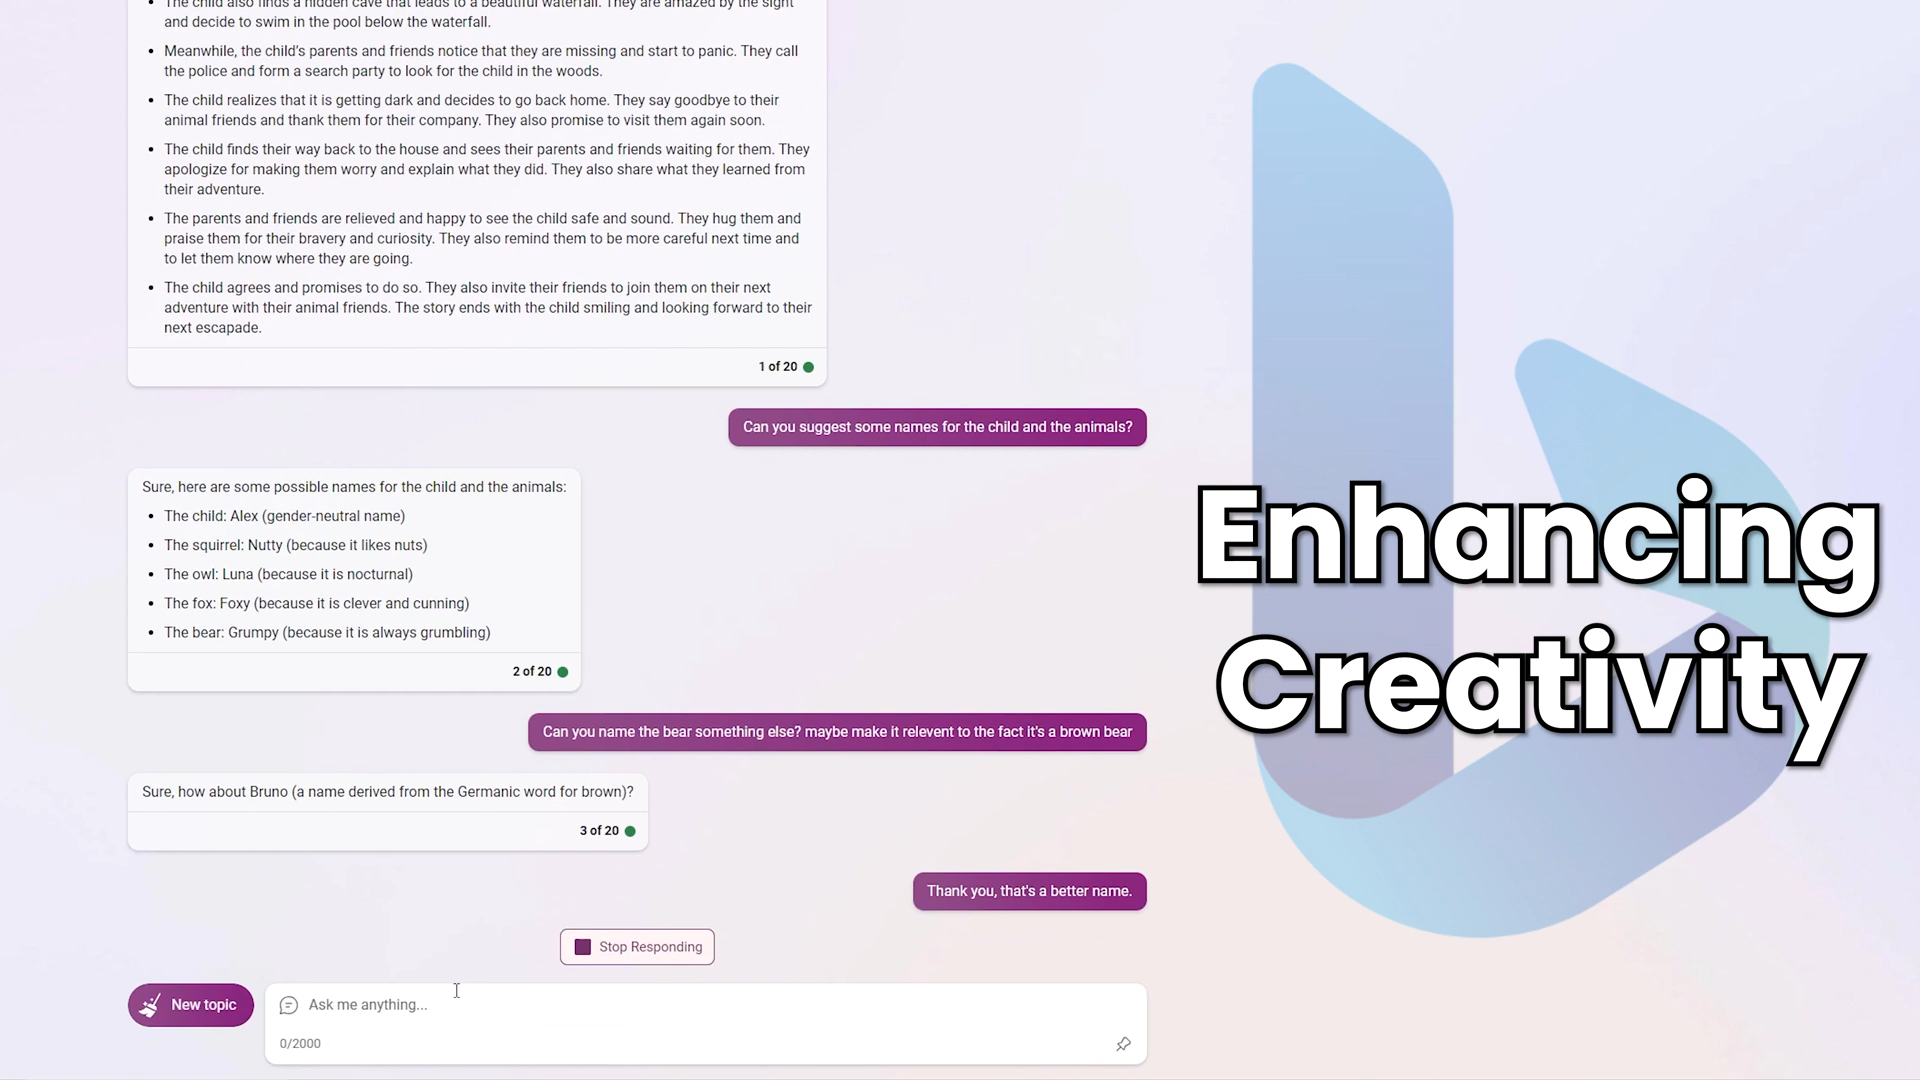 The child also finds a hidden cave that leads to a beautiful waterfall. They are amazed by the sight
and decide to swim in the pool below the waterfall.
Meanwhile, the child's parents and friends notice that they are missing and start to panic. They call
the police and form a search party to look for the child in the woods.
The child realizes that it is getting dark and decides to go back home. They say goodbye to their
animal friends and thank them for their company. They also promise to visit them again soon.
The child finds their way back to the house and sees their parents and friends waiting for them. They
apologize for making them worry and explain what they did. They also share what they learned from
their adventure.
The parents and friends are relieved and happy to see the child safe and sound. They hug them and
praise them for their bravery and curiosity. They also remind them to be more careful next time and
to let them know where they are going.
The child agrees and promises to do so. They also invite their friends to join them on their next
adventure with their animal friends. The story ends with the child smiling and looking forward to their
next escapade.
1 of 20
Can you suggest some names for the child and the animals?
Sure, here are some possible names for the child and the animals:
The child: Alex (gender-neutral name)
The squirrel: Nutty (because it likes nuts)
The owl: Luna (because it is nocturnal)
The fox: Foxy (because it is clever and cunning)
The bear: Grumpy (because it is always grumbling)
2 of 20
Can you name the bear something else? maybe make it relevent to the fact it's a brown bear
Sure, how about Bruno (a name derived from the Germanic word for brown)?
3 of 20
Thank you, that's a better name.
Stop Responding
New topic
Ask me anything...
0/2000
Enhancing
Creativity